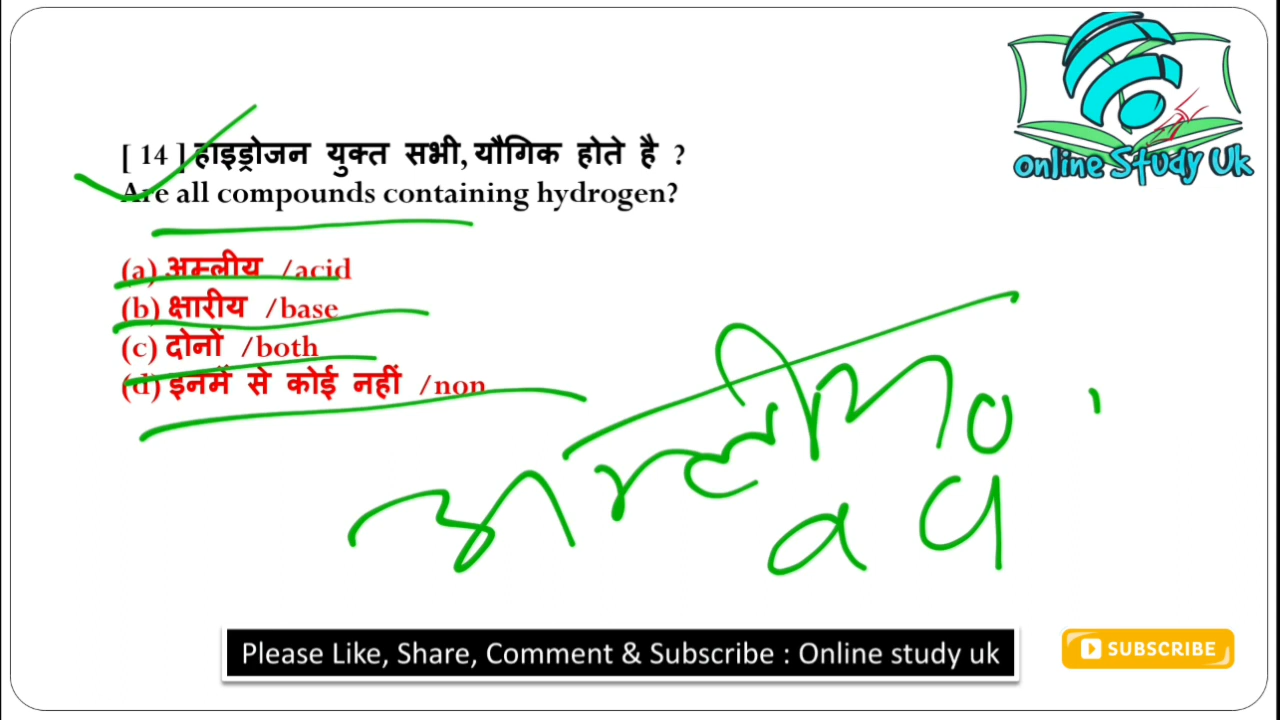 [ 14 ] हाइड्रोजन युक्त सभी, यौगिक होते है ?
Are all compounds containing hydrogen?
(a) अम्लीय /acid
(b) क्षारीय /base
(c) दोनों /both
(d) इनमें से कोई नहीं /non
Online Study Uk
अम्लीय
Please Like, Share, Comment & Subscribe : Online study uk
SUBSCRIBE